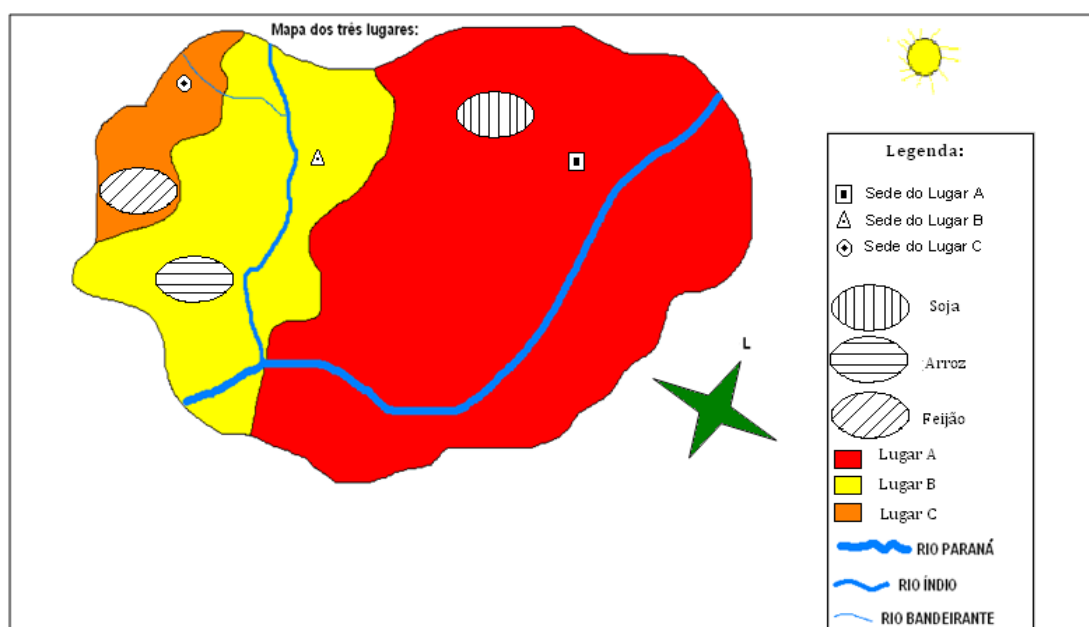 Mapa dos três lugares:
L
Legenda:
Sede do Lugar A
Sede do Lugar B
Sede do Lugar C
Soja
:Arroz
Feijão
Lugar A
Lugar B
Lugar C
RIO PARANÁ
RIO ÍNDIO
RIO BANDEIRANTE